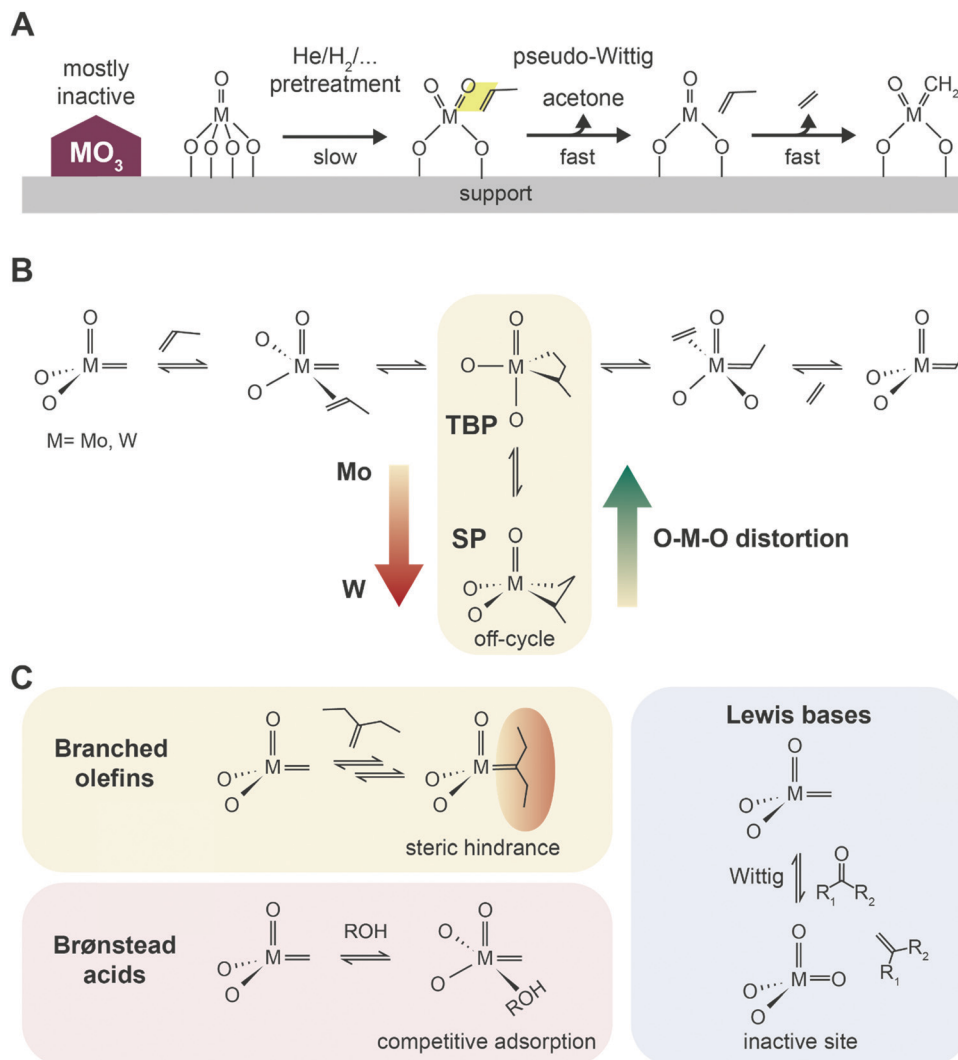 A
mostly
inactive
MO₃
O
M
O O O O
He/H₂/...
pretreatment
slow
O O
M
O O
pseudo-Wittig
acetone
fast
O
M
O O
fast
O CH₂
M
O O
support
B
O
O M
O
M= Mo, W
O
O M
O
O
O M
O
TBP
O
M
O O
O
O M
O
Mo
W
SP
O
O M
O
off-cycle
O-M-O distortion
C
Branched
olefins
O
O M
O
O
O M
O
steric hindrance
Brønstead
acids
O
O M
O
ROH
O
O M
O
ROH
competitive adsorption
Lewis bases
O
O M
O
Wittig
O
R₁ R₂
O
O M O
O
R₂
R₁
inactive site